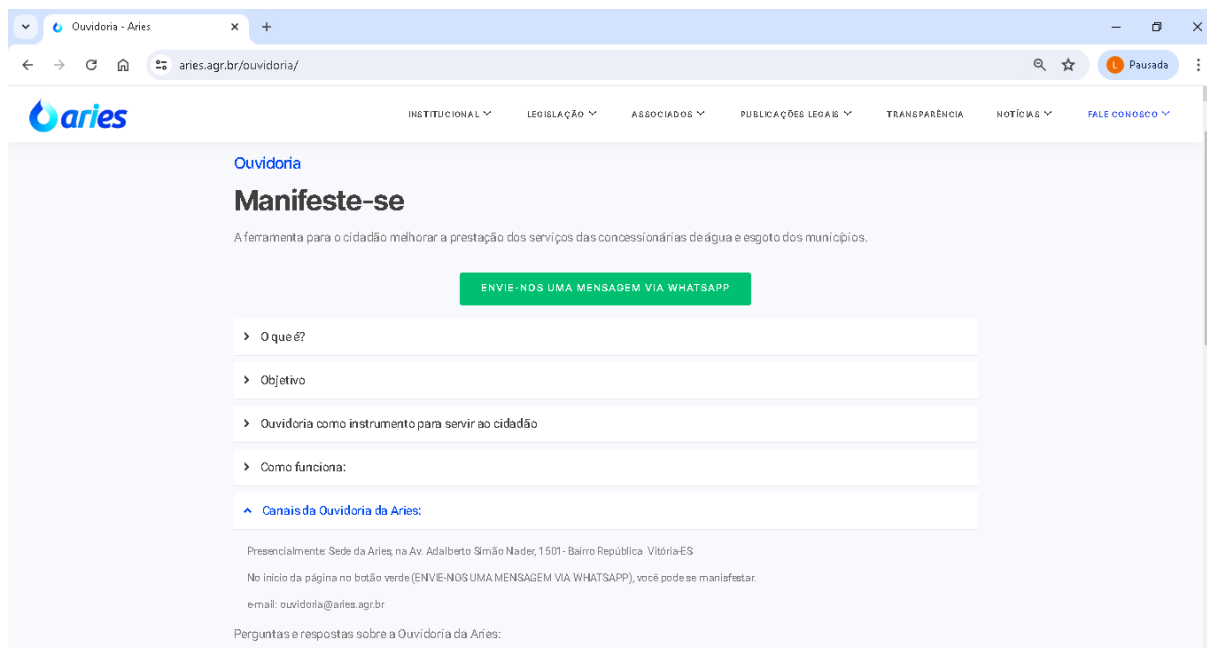 Ouvidoria - Aries
aries.agr.br/ouvidoria/
L Pausada
aries
INSTITUCIONAL LEGISLAÇÃO ASSOCIADOS PUBLICAÇÕES LEGAIS TRANSPARÊNCIA NOTÍCIAS FALE CONOSCO
Ouvidoria
Manifeste-se
A ferramenta para o cidadão melhorar a prestação dos serviços das concessionárias de água e esgoto dos municípios.
ENVIE-NOS UMA MENSAGEM VIA WHATSAPP
O que é?
Objetivo
Ouvidoria como instrumento para servir ao cidadão
Como funciona:
Canais da Ouvidoria da Aries:
Presencialmente: Sede da Aries, na Av. Adalberto Simão Nader, 1501- Bairro República Vitória-ES
No início da página no botão verde (ENVIE-NOS UMA MENSAGEM VIA WHATSAPP), você pode se manisfestar.
e-mail: ouvidoria@aries.agr.br
Perguntas e respostas sobre a Ouvidoria da Aries: